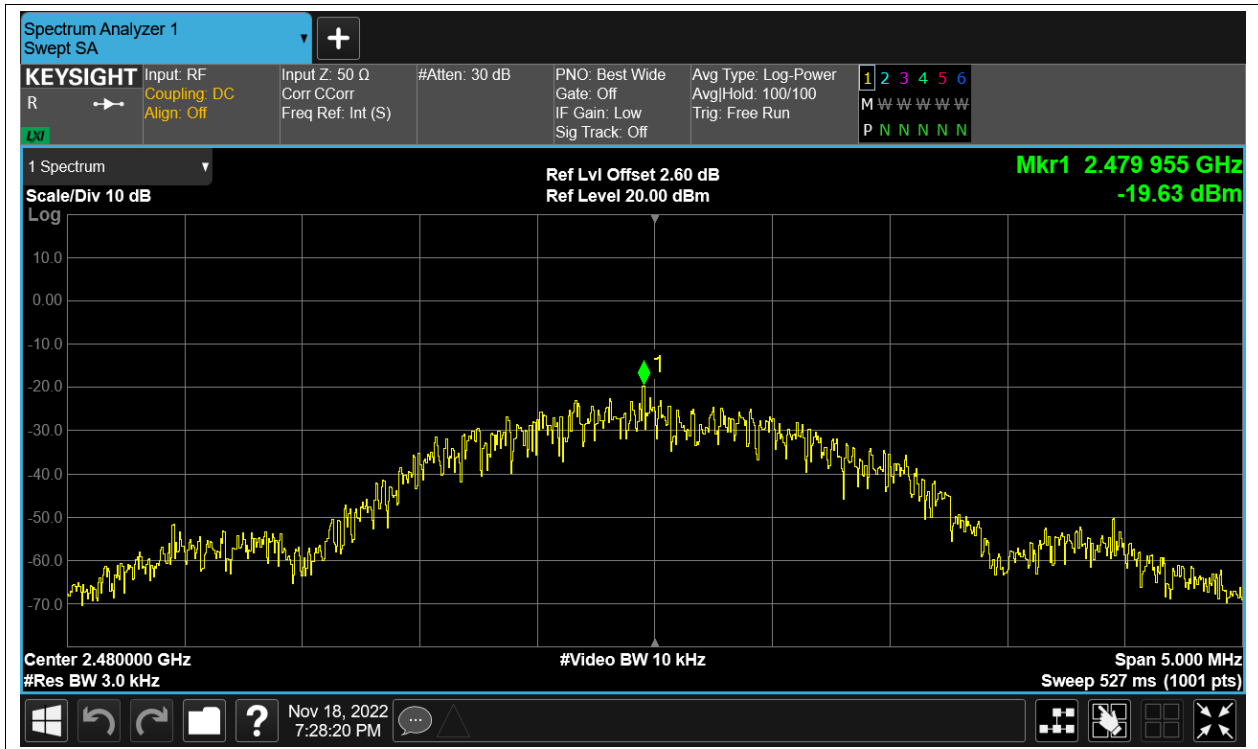 Spectrum Analyzer 1
Swept SA
+
KEYSIGHT
R
LXI
Input: RF
Coupling: DC
Align: Off
Input Z: 50 Ω
Corr CCorr
Freq Ref: Int (S)
#Atten: 30 dB
PNO: Best Wide
Gate: Off
IF Gain: Low
Sig Track: Off
Avg Type: Log-Power
Avg|Hold: 100/100
Trig: Free Run
1 2 3 4 5 6
M W W W W W
P N N N N N
1 Spectrum
Scale/Div 10 dB
Ref Lvl Offset 2.60 dB
Ref Level 20.00 dBm
Mkr1 2.479 955 GHz
-19.63 dBm
Log
10.0
0.00
-10.0
-20.0
-30.0
-40.0
-50.0
-60.0
-70.0
1
Center 2.480000 GHz
#Res BW 3.0 kHz
#Video BW 10 kHz
Span 5.000 MHz
Sweep 527 ms (1001 pts)
?
Nov 18, 2022
7:28:20 PM